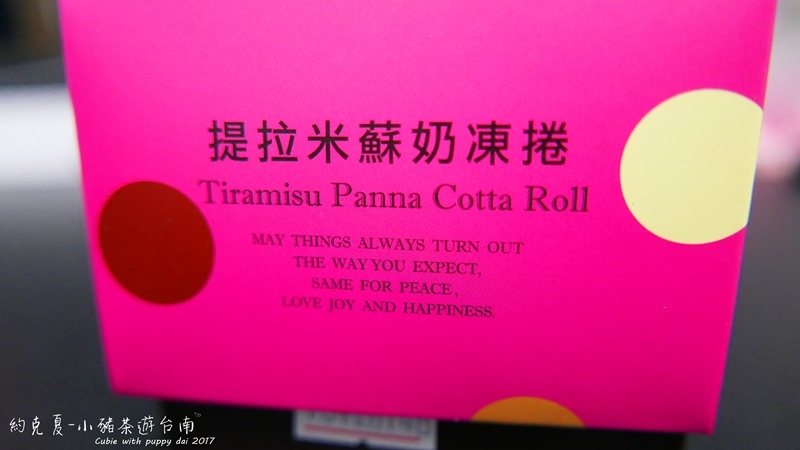 提拉米蘇奶凍捲
Tiramisu Panna Cotta Roll
MAY THINGS ALWAYS TURN OUT
THE WAY YOU EXPECT,
SAME FOR PEACE,
LOVE JOY AND HAPPINESS.
約克夏-小豬茶遊台南
Cubie with puppy dai 2017